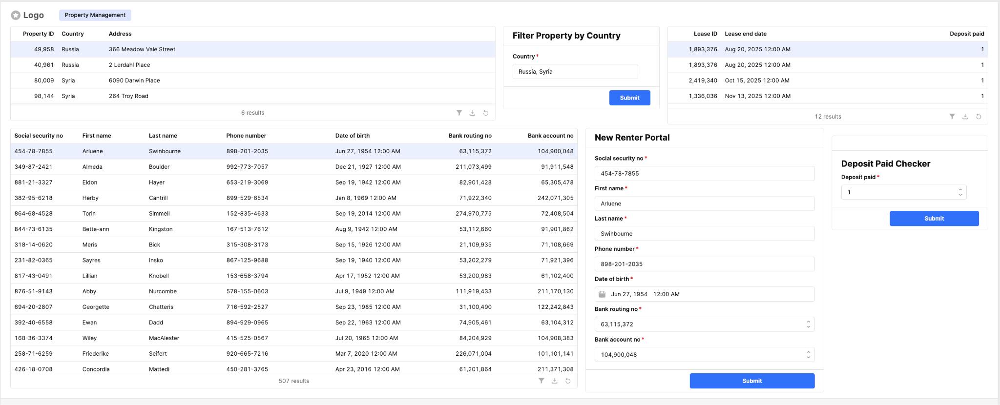 Logo
Property Management
Property ID Country Address
49,958 Russia 366 Meadow Vale Street
40,961 Russia 2 Lerdahl Place
80,009 Syria 6090 Darwin Place
98,144 Syria 264 Troy Road
6 results
Filter Property by Country
Country *
Russia, Syria
Submit
Lease ID Lease end date Deposit paid
1,893,376 Aug 20, 2025 12:00 AM 1
1,893,376 Aug 20, 2025 12:00 AM 1
2,419,340 Oct 15, 2025 12:00 AM 1
1,336,036 Nov 13, 2025 12:00 AM 1
12 results
Social security no First name Last name Phone number Date of birth Bank routing no Bank account no
454-78-7855 Arluene Swinbourne 898-201-2035 Jun 27, 1954 12:00 AM 63,115,372 104,900,048
349-87-2421 Almeda Boulder 992-773-7057 Dec 21, 1927 12:00 AM 211,073,499 91,911,548
881-21-3327 Eldon Hayer 653-219-3069 Sep 19, 1942 12:00 AM 82,901,428 65,305,478
382-95-6218 Herby Cantrill 899-529-6534 Jan 8, 1969 12:00 AM 71,922,340 242,071,305
864-68-4528 Torin Simmell 152-835-4633 Sep 19, 2014 12:00 AM 274,970,775 72,408,504
844-73-6135 Bette-ann Kingston 167-513-7612 Aug 9, 1942 12:00 AM 53,112,660 91,901,862
318-14-0620 Meris Bick 315-308-3173 Sep 15, 1926 12:00 AM 21,109,935 71,108,669
231-82-0365 Sayres Insko 867-125-9688 Sep 19, 1940 12:00 AM 53,202,279 71,921,396
817-43-0491 Lillian Knobell 153-658-3794 Apr 17, 1952 12:00 AM 53,200,983 61,102,400
876-51-9143 Abby Nurcombe 578-155-0603 Jul 9, 1949 12:00 AM 111,919,433 211,170,130
694-20-2807 Georgette Chatteris 716-592-2527 Sep 23, 1985 12:00 AM 31,100,490 122,242,843
392-40-6558 Ewan Dadd 894-929-0965 Sep 22, 1963 12:00 AM 74,905,461 63,104,312
168-36-3374 Wiley MacAlester 415-525-0567 Jul 20, 1965 12:00 AM 84,204,929 104,908,383
258-71-6259 Friederike Seifert 920-665-7216 Mar 7, 2020 12:00 AM 226,071,004 101,101,141
426-18-0708 Concordia Mattedi 450-281-3765 Apr 23, 2016 12:00 AM 61,201,864 211,371,308
507 results
New Renter Portal
Social security no *
454-78-7855
First name *
Arluene
Last name *
Swinbourne
Phone number *
898-201-2035
Date of birth *
Jun 27, 1954 12:00 AM
Bank routing no *
63,115,372
Bank account no *
104,900,048
Submit
Deposit Paid Checker
Deposit paid *
1
Submit